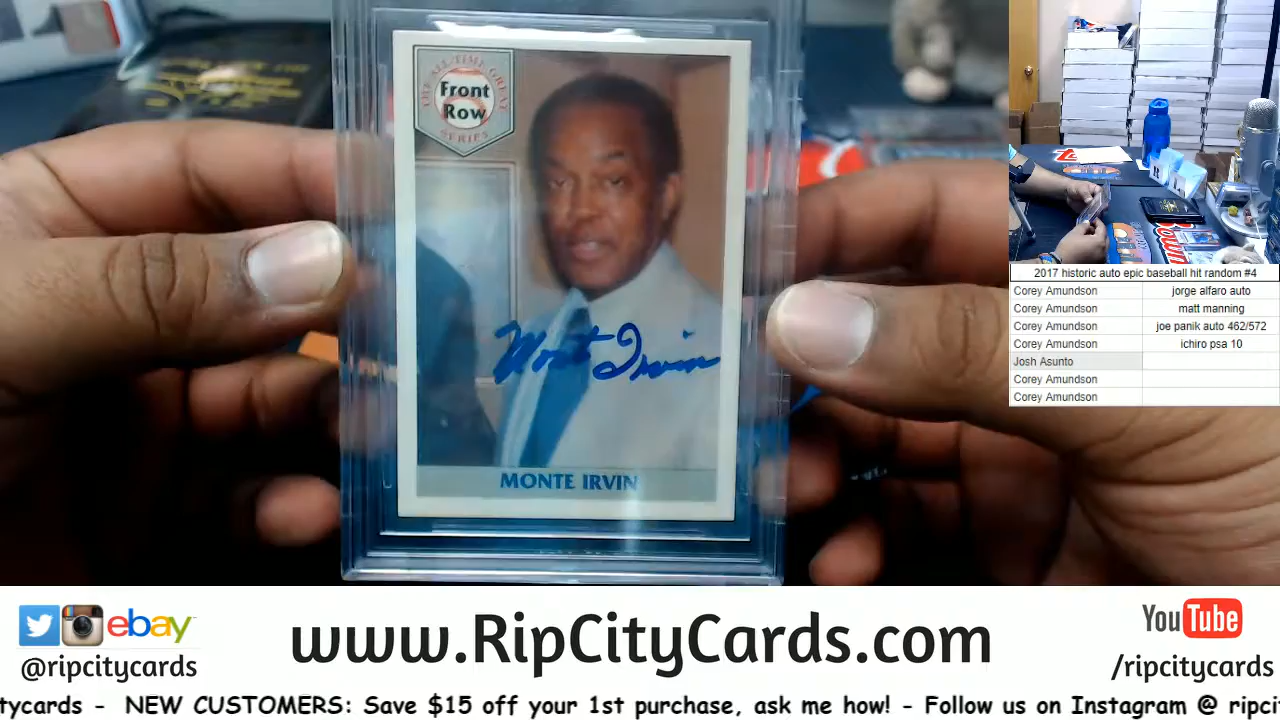 THE ALL-TIME GREAT
Front
Row
SERIES
Mont Irvin
MONTE IRVIN
2017 historic auto epic baseball hit random #4
Corey Amundson jorge alfaro auto
Corey Amundson matt manning
Corey Amundson joe panik auto 462/572
Corey Amundson ichiro psa 10
Josh Asunto
Corey Amundson
Corey Amundson
ebay
@ripcitycards
www.RipCityCards.com
YouTube
/ripcitycards
tycards - NEW CUSTOMERS: Save $15 off your 1st purchase, ask me how! - Follow us on Instagram @ ripci